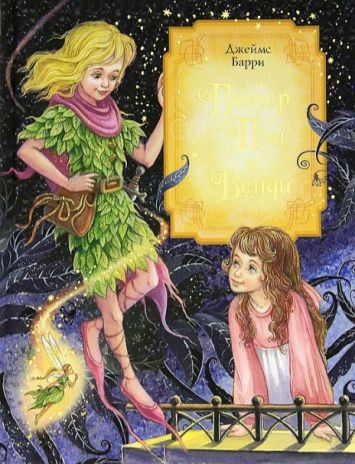 Джеймс
Барри
Питер
Пэн
и
Венди